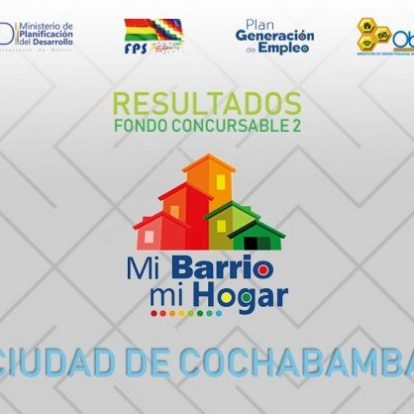 Ministerio de
Planificación
del Desarrollo
FPS
Plan
Generación
de Empleo
RESULTADOS
FONDO CONCURSABLE 2
Mi Barrio
mi Hogar
CIUDAD DE COCHABAMBA